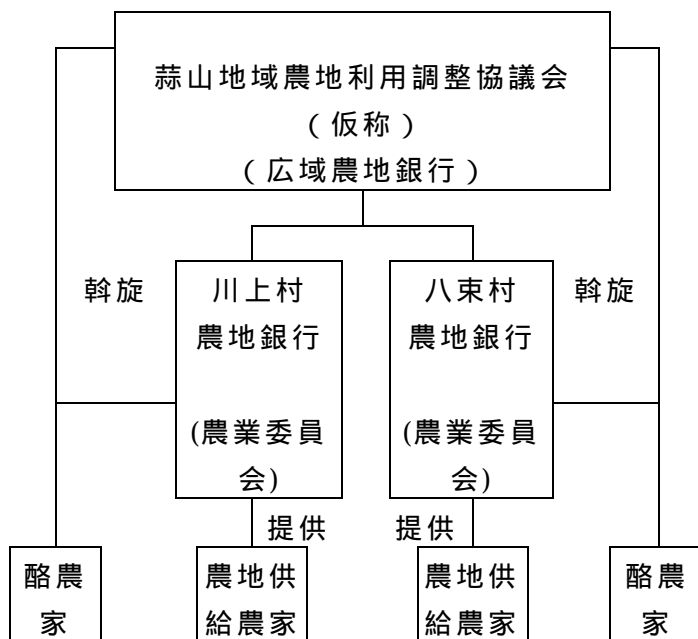 蒜山地域農地利用調整協議会
（仮称）
（広域農地銀行）
斡旋
川上村
農地銀行
(農業委員
会)
八束村
農地銀行
(農業委員
会)
斡旋
提供
提供
酪農
家
農地供
給農家
農地供
給農家
酪農
家